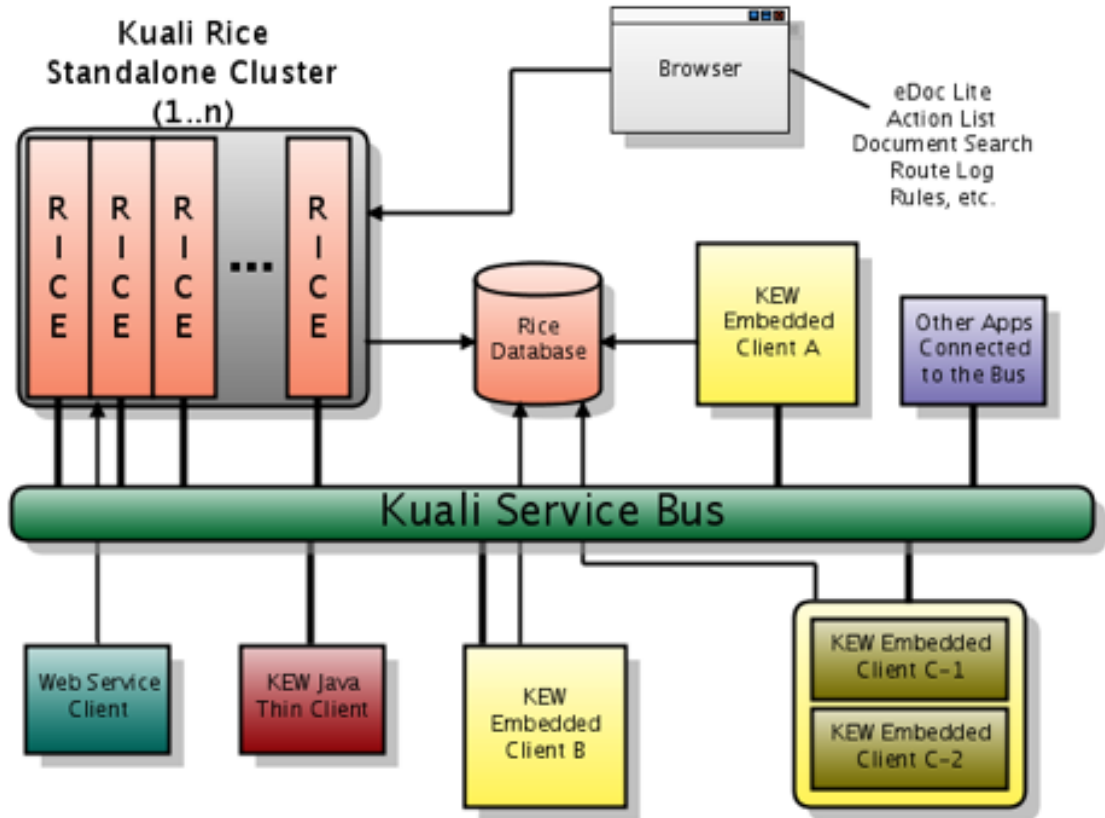 Kuali Rice
Standalone Cluster
(1..n)
Browser
eDoc Lite
Action List
Document Search
Route Log
Rules, etc.
R
I
C
E
R
I
C
E
R
I
C
E
...
R
I
C
E
Rice
Database
KEW
Embedded
Client A
Other Apps
Connected
to the Bus
Kuali Service Bus
Web Service
Client
KEW Java
Thin Client
KEW
Embedded
Client B
KEW Embedded
Client C-1
KEW Embedded
Client C-2